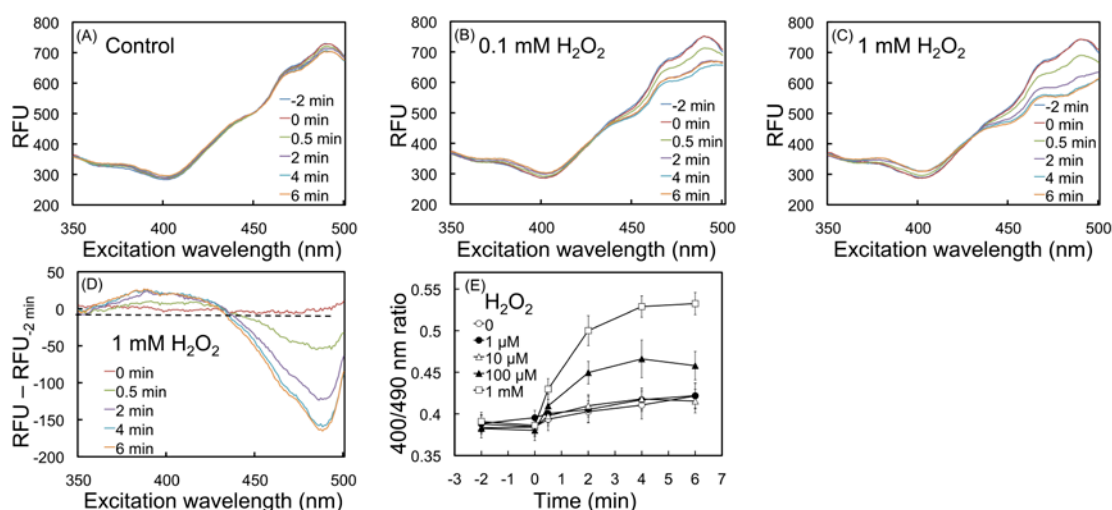 (A) Control
800
700
600
500
400
300
200
RFU
-2 min
0 min
0.5 min
2 min
4 min
6 min
350 400 450 500
Excitation wavelength (nm)
(B) 0.1 mM H2O2
800
700
600
500
400
300
200
RFU
-2 min
0 min
0.5 min
2 min
4 min
6 min
350 400 450 500
Excitation wavelength (nm)
(C) 1 mM H2O2
800
700
600
500
400
300
200
RFU
-2 min
0 min
0.5 min
2 min
4 min
6 min
350 400 450 500
Excitation wavelength (nm)
(D)
50
0
-50
-100
-150
-200
RFU – RFU-2 min
1 mM H2O2
0 min
0.5 min
2 min
4 min
6 min
350 400 450 500
Excitation wavelength (nm)
(E) H2O2
0.55
0.5
0.45
0.4
0.35
400/490 nm ratio
0
1 µM
10 µM
100 µM
1 mM
-3 -2 -1 0 1 2 3 4 5 6 7
Time (min)